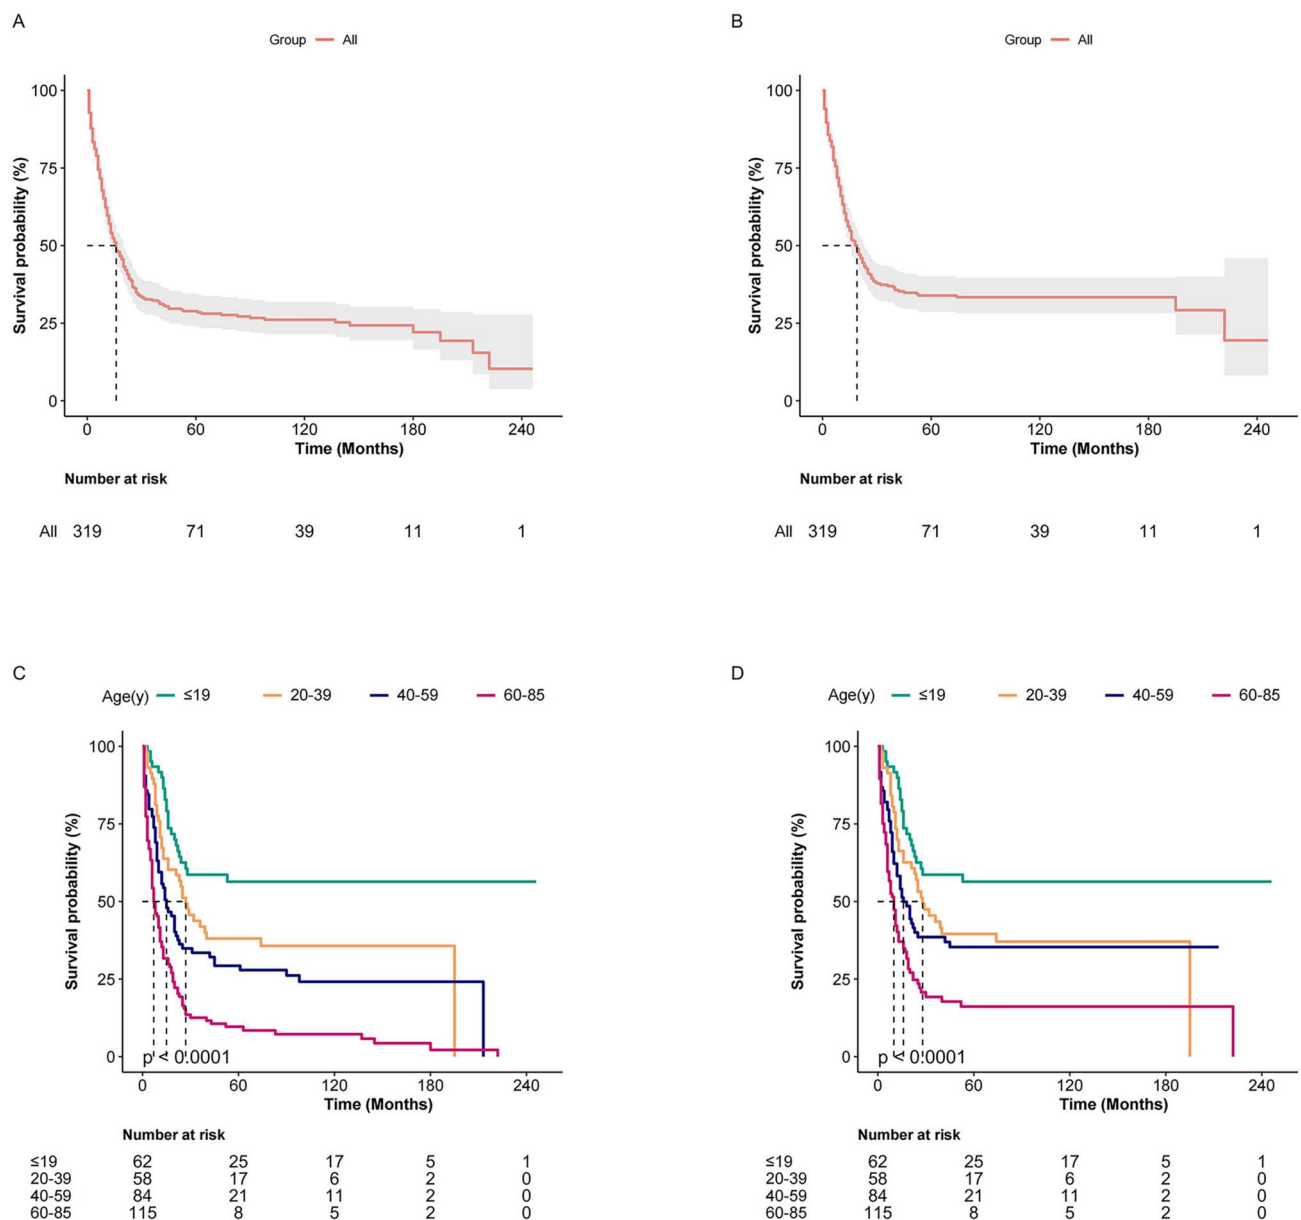 A
Group All
Survival probability (%)
100
75
50
25
0
0 60 120 180 240
Time (Months)
Number at risk
All 319 71 39 11 1
B
Group All
Survival probability (%)
100
75
50
25
0
0 60 120 180 240
Time (Months)
Number at risk
All 319 71 39 11 1
C
Age(y) ≤19 20-39 40-59 60-85
Survival probability (%)
100
75
50
25
0
p < 0.0001
0 60 120 180 240
Time (Months)
Number at risk
≤19 62 25 17 5 1
20-39 58 17 6 2 0
40-59 84 21 11 2 0
60-85 115 8 5 2 0
D
Age(y) ≤19 20-39 40-59 60-85
Survival probability (%)
100
75
50
25
0
p < 0.0001
0 60 120 180 240
Time (Months)
Number at risk
≤19 62 25 17 5 1
20-39 58 17 6 2 0
40-59 84 21 11 2 0
60-85 115 8 5 2 0